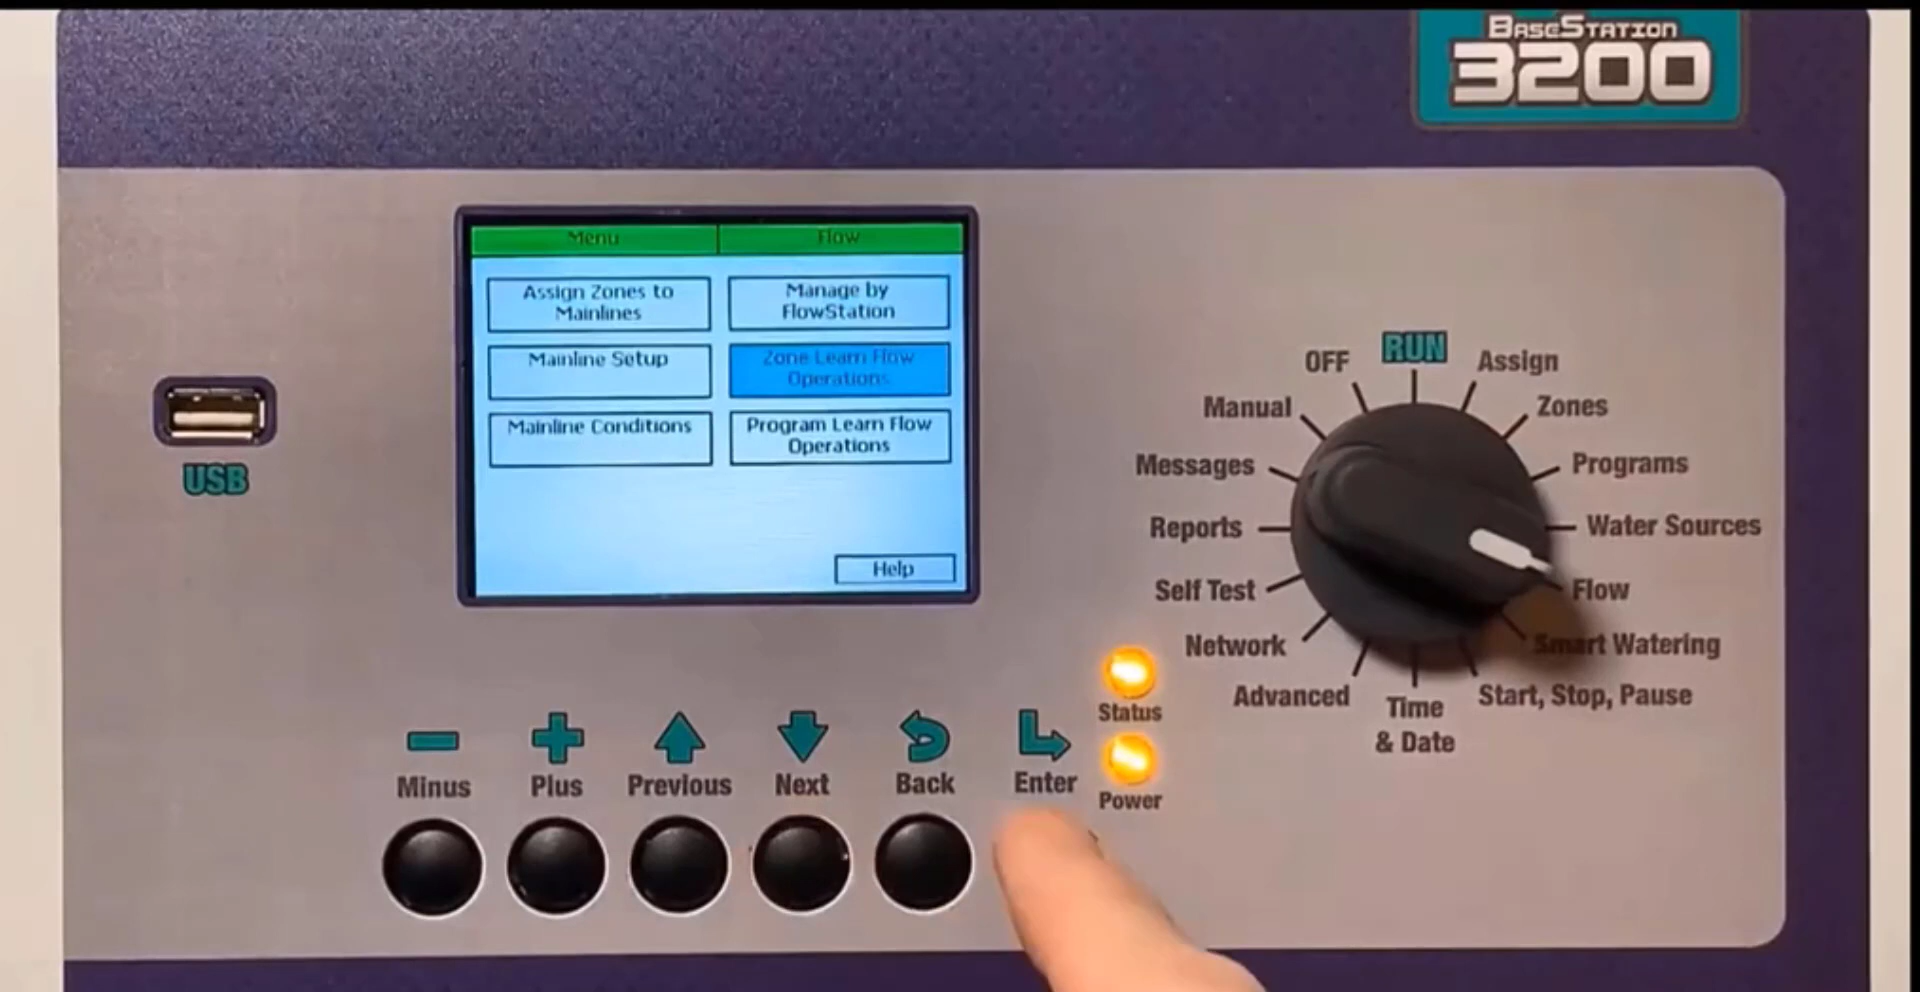 BASESTATION
3200
Menu
Flow
Assign Zones to
Mainlines
Manage by
FlowStation
Mainline Setup
Zone Learn Flow
Operations
Mainline Conditions
Program Learn Flow
Operations
Help
USB
OFF
RUN
Assign
Manual
Zones
Messages
Programs
Reports
Water Sources
Self Test
Flow
Network
Smart Watering
Advanced
Time
& Date
Start, Stop, Pause
Status
Power
Minus
Plus
Previous
Next
Back
Enter